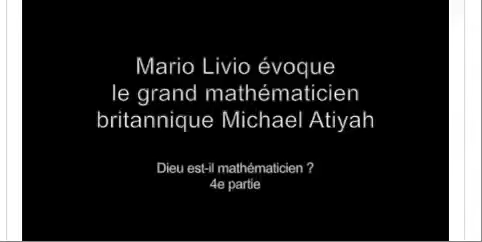 Mario Livio évoque
le grand mathématicien
britannique Michael Atiyah
Dieu est-il mathématicien ?
4e partie